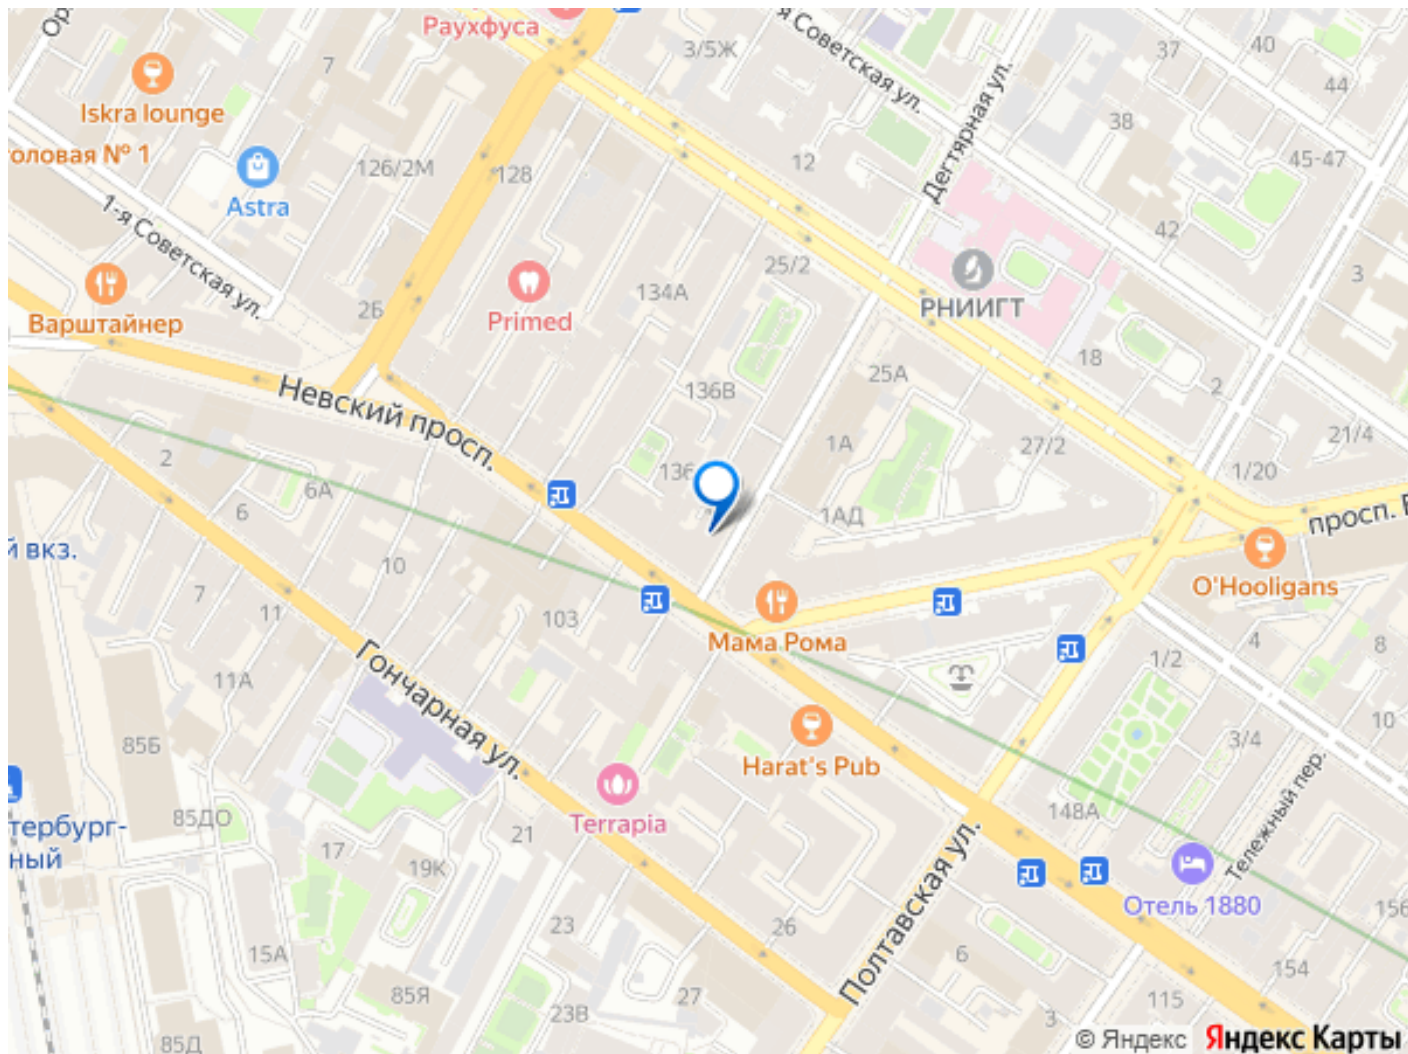 Раухфуса
3/5Ж
я Советская ул.
37
40
44
7
Iskra lounge
38
Дегтярная ул.
оловая № 1
126/2М
128
12
45-47
Astra
1-я Советская ул.
42
25/2
3
Primed
134А
РНИИГТ
Варштайнер
2Б
18
25А
2
136В
Невский просп.
1А
27/2
21/4
2
136
1/20
6А
6
1АД
просп. Б
й вкз.
10
O'Hooligans
7
11
103
Мама Рома
4
8
1/2
Гончарная ул.
11А
10
85Б
3/4
Harat's Pub
Тележный пер.
85ДО
148А
тербург-
ный
Terrapia
21
17
19К
Полтавская ул.
Отель 1880
156
23
26
6
15А
154
85Я
27
115
23В
3
85Д
© Яндекс Яндекс Карты